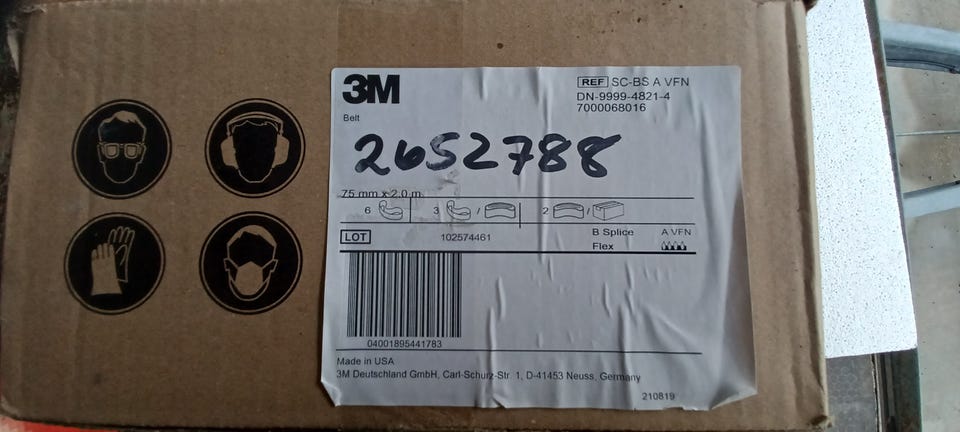 3M
REF SC-BS A VFN
DN-9999-4821-4
7000068016
Belt
2652788
75 mm x 2.0 m
6 3 / 2 /
LOT 102574461 B Splice A VFN
Flex
04001895441783
Made in USA
3M Deutschland GmbH, Carl-Schurz-Str. 1, D-41453 Neuss, Germany
210819